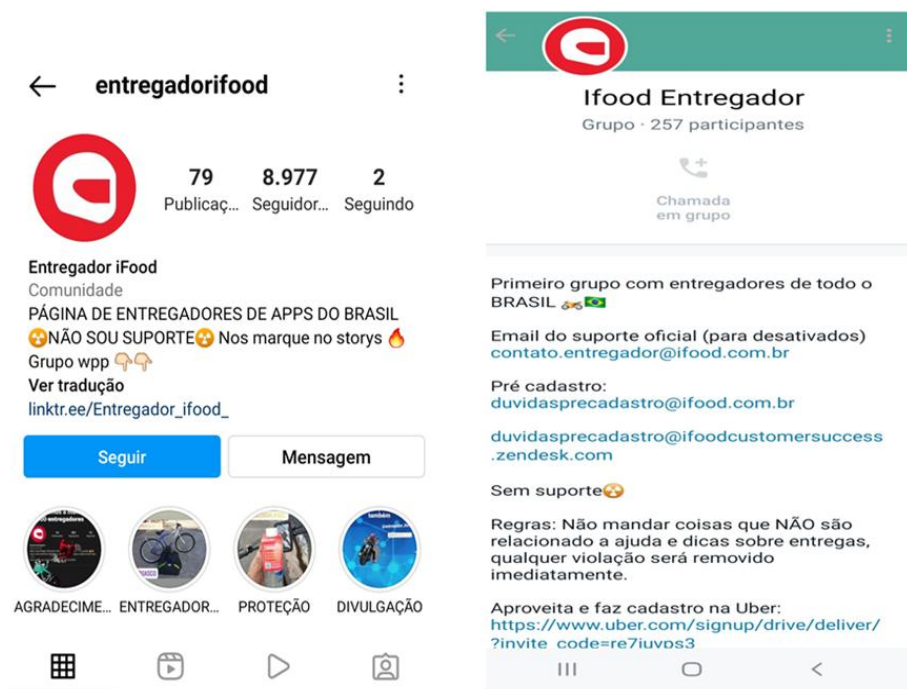 entregadorifood
79
8.977
2
Publicaç...
Seguidor...
Seguindo
Entregador iFood
Comunidade
PÁGINA DE ENTREGADORES DE APPS DO BRASIL
NÃO SOU SUPORTE Nos marque no storys
Grupo wpp
Ver tradução
linktr.ee/Entregador_ifood_
Seguir
Mensagem
também
AGRADECIME...
ENTREGADOR...
PROTEÇÃO
DIVULGAÇÃO
Ifood Entregador
Grupo · 257 participantes
Chamada
em grupo
Primeiro grupo com entregadores de todo o
BRASIL
Email do suporte oficial (para desativados)
contato.entregador@ifood.com.br
Pré cadastro:
duvidasprecadastro@ifood.com.br
duvidasprecadastro@ifoodcustomersuccess
.zendesk.com
Sem suporte
Regras: Não mandar coisas que NÃO são
relacionado a ajuda e dicas sobre entregas,
qualquer violação será removido
imediatamente.
Aproveita e faz cadastro na Uber:
https://www.uber.com/signup/drive/deliver/
?invite_code=re7iuvps3